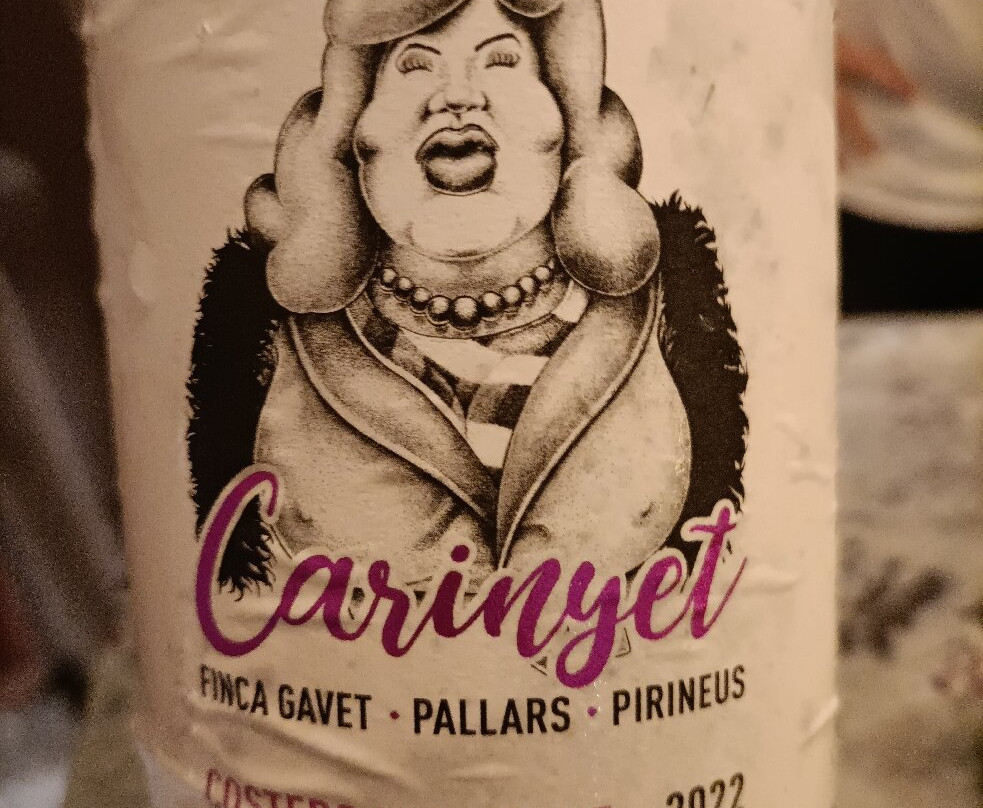 Carinyet
FINCA GAVET · PALLARS · PIRINEUS
2022